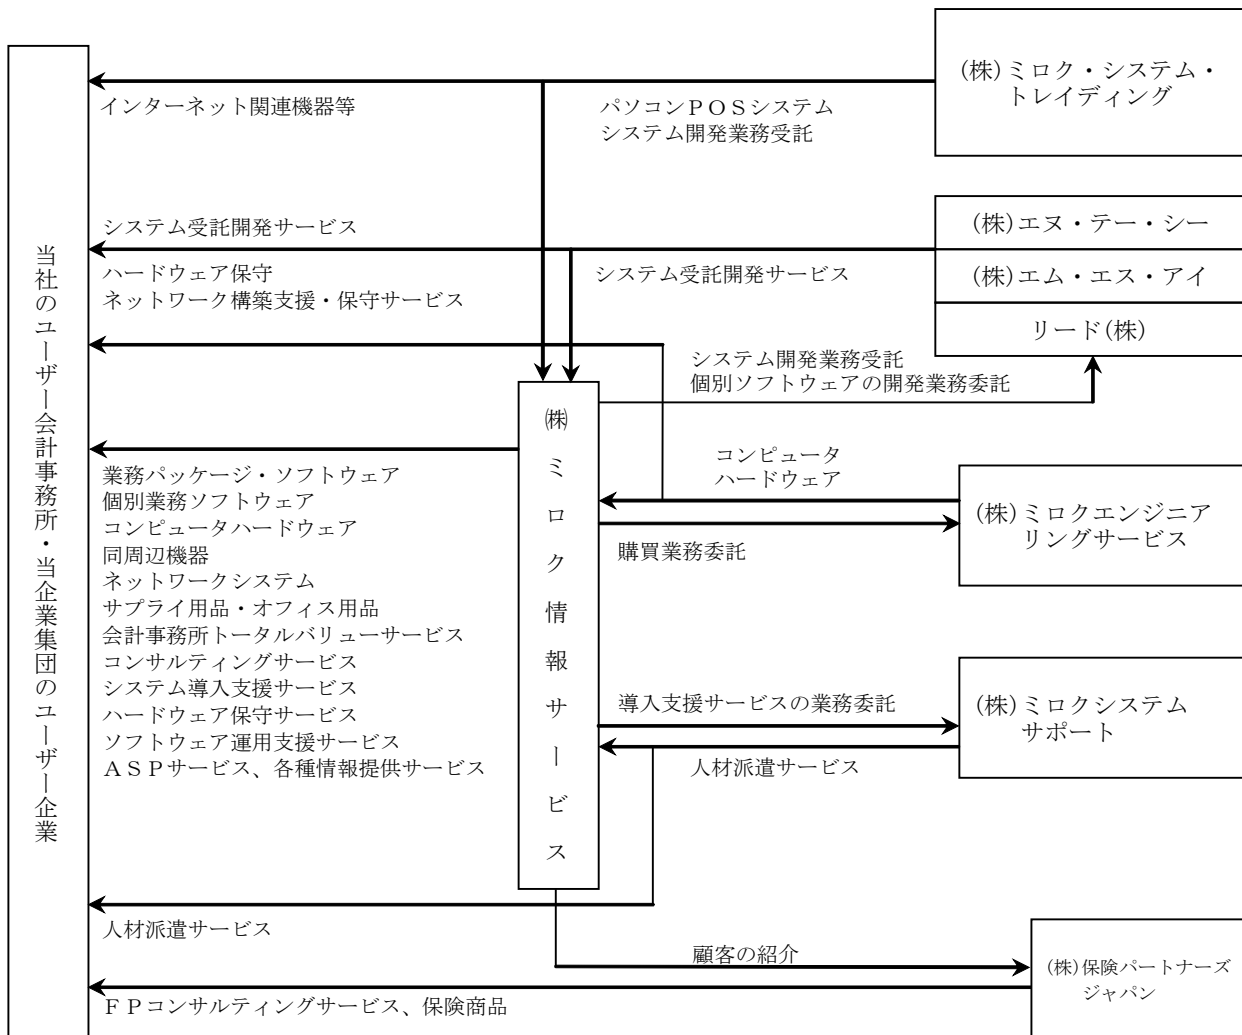 (株)ミロク・システム・
トレイディング
インターネット関連機器等
パソコンＰＯＳシステム
システム開発業務受託
(株)エヌ・テー・シー
(株)エム・エス・アイ
リード(株)
システム受託開発サービス
ハードウェア保守
ネットワーク構築支援・保守サービス
システム受託開発サービス
システム開発業務受託
個別ソフトウェアの開発業務委託
当社のユーザー会計事務所・当企業集団のユーザー企業
㈱ミロク情報サービス
業務パッケージ・ソフトウェア
個別業務ソフトウェア
コンピュータハードウェア
同周辺機器
ネットワークシステム
サプライ用品・オフィス用品
会計事務所トータルバリューサービス
コンサルティングサービス
システム導入支援サービス
ハードウェア保守サービス
ソフトウェア運用支援サービス
ＡＳＰサービス、各種情報提供サービス
コンピュータ
ハードウェア
購買業務委託
(株)ミロクエンジニア
リングサービス
導入支援サービスの業務委託
人材派遣サービス
(株)ミロクシステム
サポート
人材派遣サービス
顧客の紹介
(株)保険パートナーズ
ジャパン
ＦＰコンサルティングサービス、保険商品